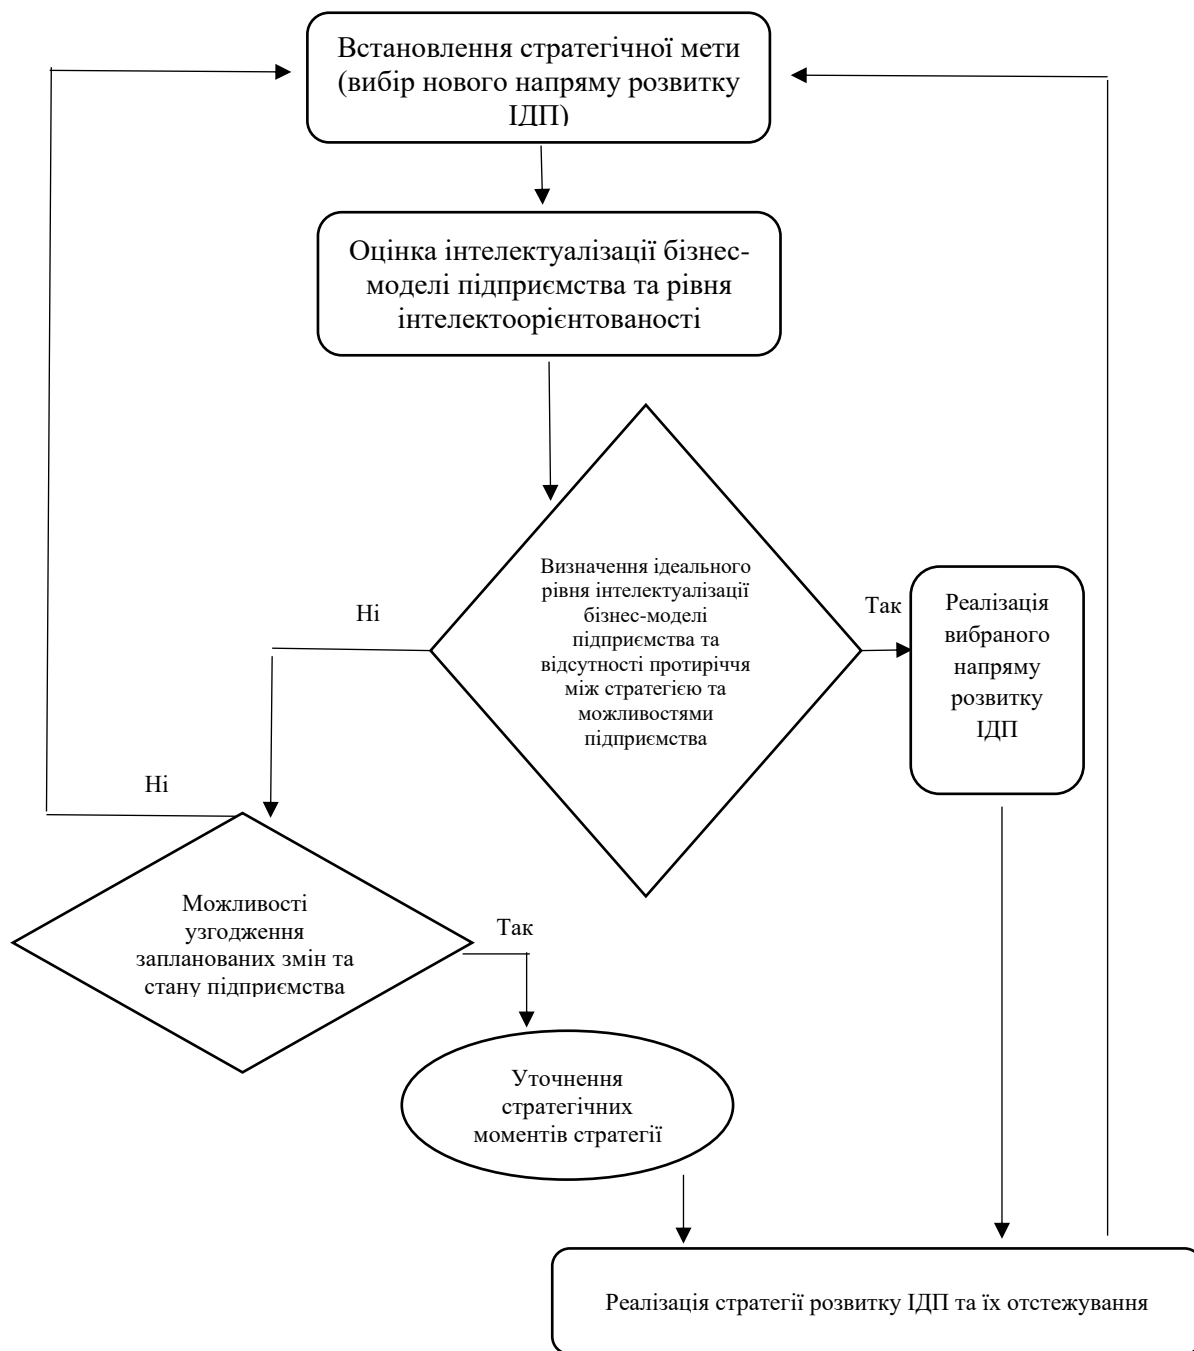 Встановлення стратегічної мети
(вибір нового напряму розвитку
ІДП)
Оцінка інтелектуалізації бізнес-
моделі підприємства та рівня
інтелектоорієнтованості
Визначення ідеального
рівня інтелектуалізації
бізнес-моделі
підприємства та
відсутності протиріччя
між стратегією та
можливостями
підприємства
Ні
Так
Реалізація
вибраного
напряму
розвитку
ІДП
Ні
Можливості
узгодження
запланованих змін та
стану підприємства
Так
Уточнення
стратегічних
моментів стратегії
Реалізація стратегії розвитку ІДП та їх отстежування